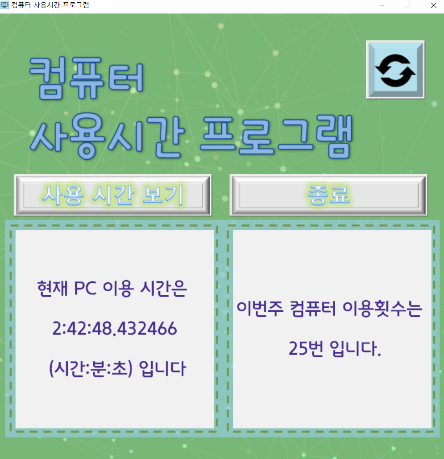 컴퓨터 사용시간 프로그램
컴퓨터
사용시간 프로그램
사용 시간 보기
종료
현재 PC 이용 시간은
2:42:48.432466
(시간:분:초) 입니다
이번주 컴퓨터 이용횟수는
25번 입니다.